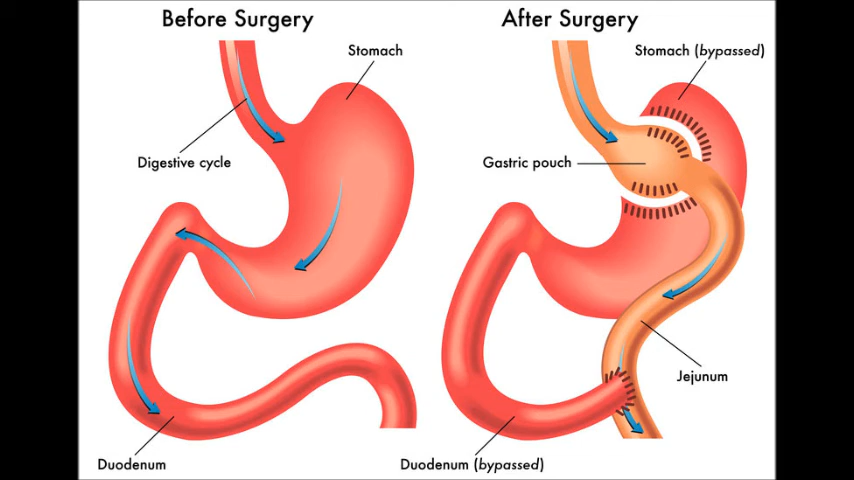 Before Surgery
Stomach
Digestive cycle
Duodenum
After Surgery
Stomach (bypassed)
Gastric pouch
Jejunum
Duodenum (bypassed)